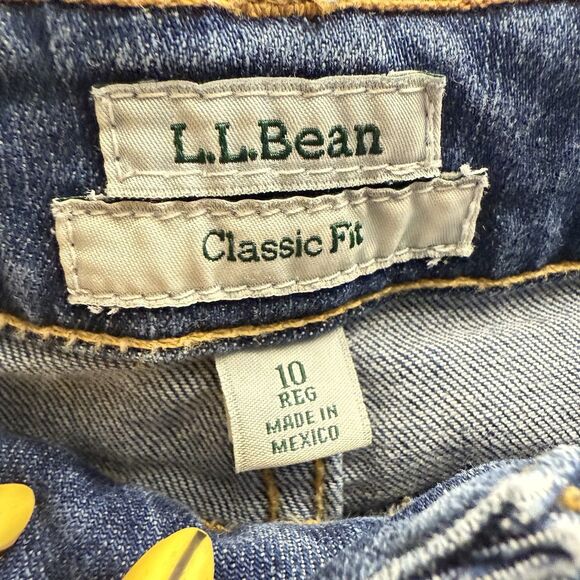 L.L.Bean
Classic Fit
10
REG
MADE IN
MEXICO